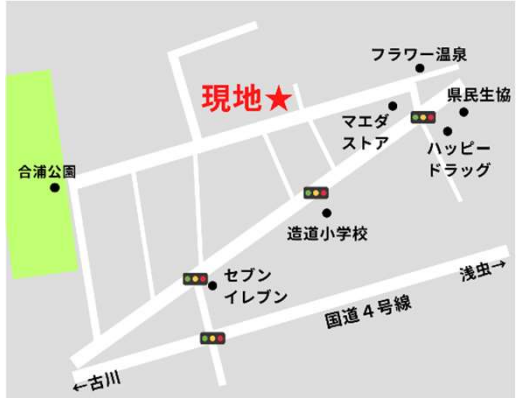 フラワー温泉
現地★
県民生協
マエダ
ストア
ハッピー
ドラッグ
合浦公園
造道小学校
浅虫→
セブン
イレブン
国道4号線
←古川